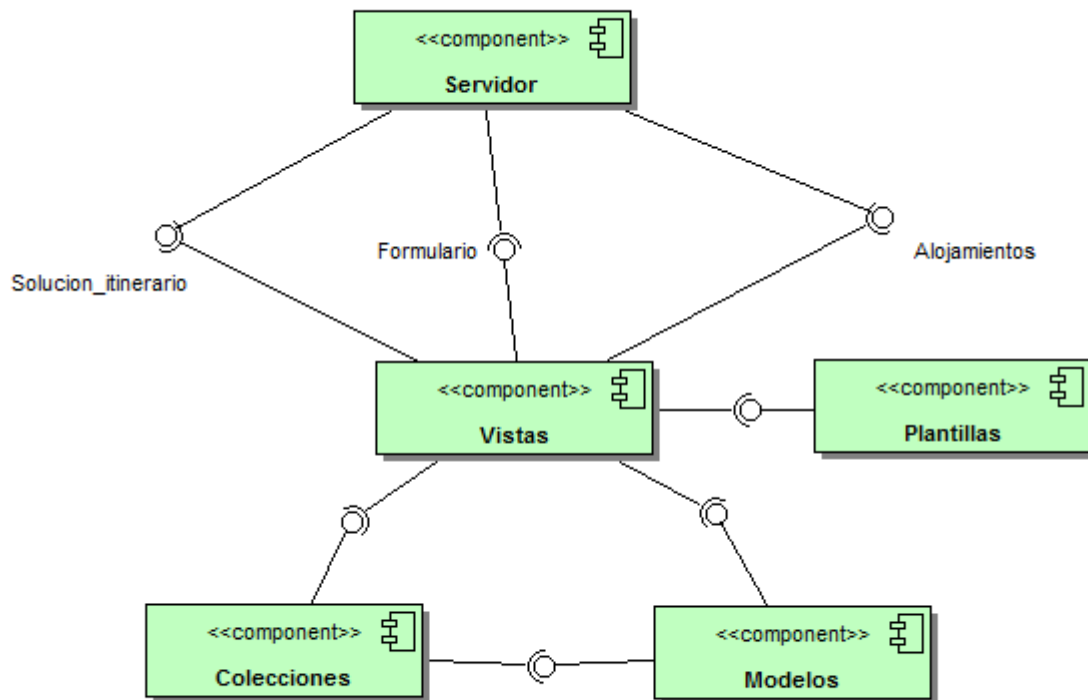 <<component>>
Servidor
Solucion_itinerario
Formulario
Alojamientos
<<component>>
Vistas
<<component>>
Plantillas
<<component>>
Colecciones
<<component>>
Modelos